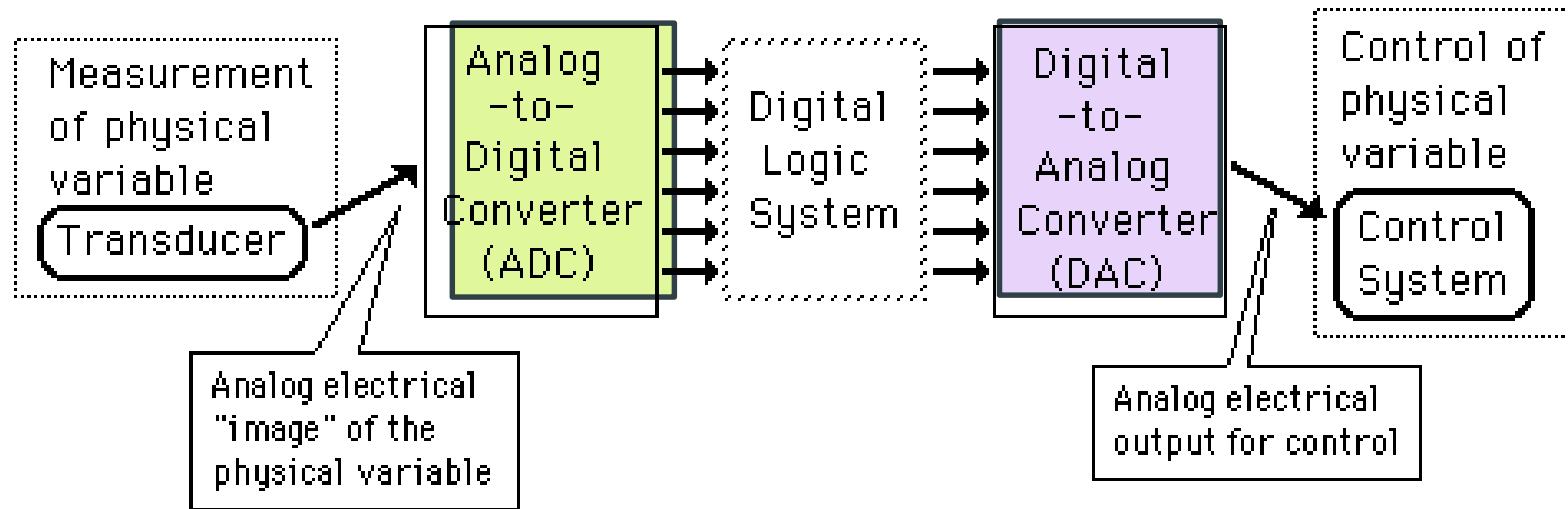 Measurement
of physical
variable
Transducer
Analog
-to-
Digital
Converter
(ADC)
Digital
Logic
System
Digital
-to-
Analog
Converter
(DAC)
Control of
physical
variable
Control
System
Analog electrical
"image" of the
physical variable
Analog electrical
output for control